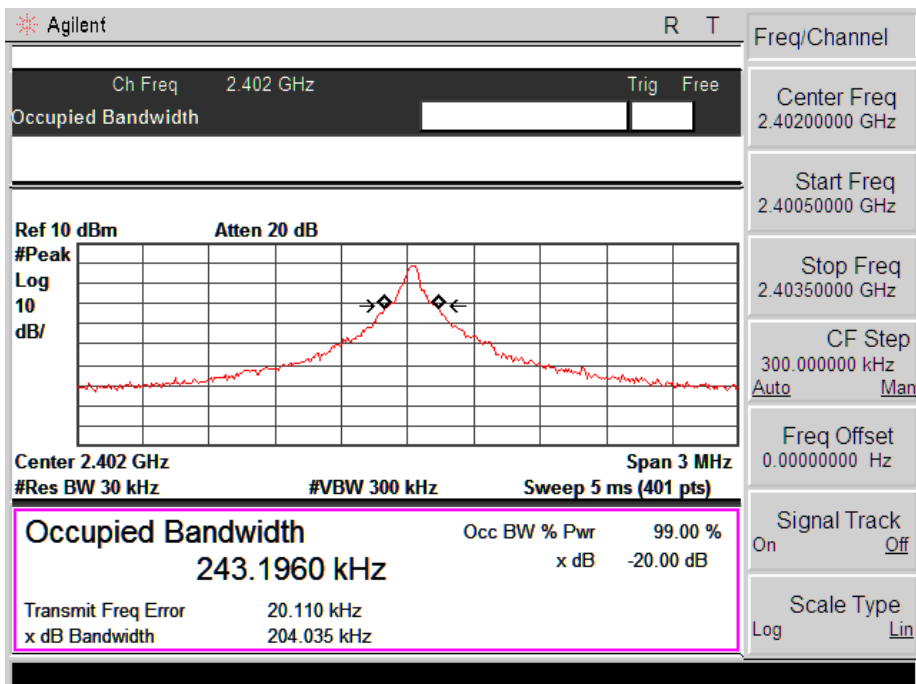 Agilent R T
Ch Freq 2.402 GHz Trig Free
Occupied Bandwidth
Ref 10 dBm Atten 20 dB
#Peak
Log
10
dB/
Center 2.402 GHz Span 3 MHz
#Res BW 30 kHz #VBW 300 kHz Sweep 5 ms (401 pts)
Occupied Bandwidth Occ BW % Pwr 99.00 %
243.1960 kHz x dB -20.00 dB
Transmit Freq Error 20.110 kHz
x dB Bandwidth 204.035 kHz
Freq/Channel
Center Freq
2.40200000 GHz
Start Freq
2.40050000 GHz
Stop Freq
2.40350000 GHz
CF Step
300.000000 kHz
Auto Man
Freq Offset
0.00000000 Hz
Signal Track
On Off
Scale Type
Log Lin